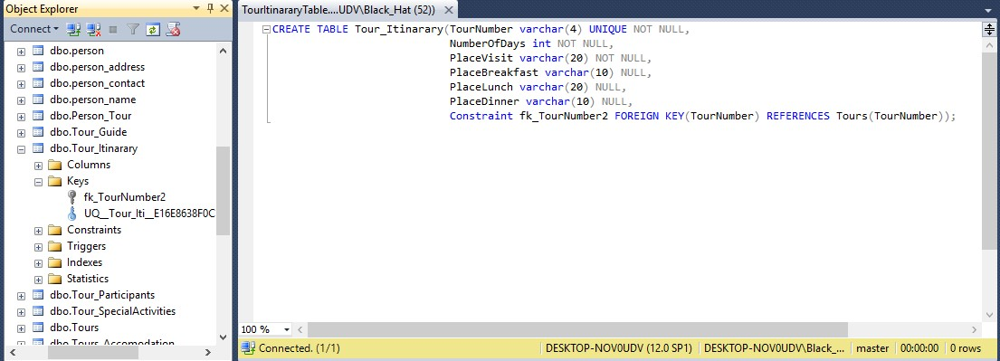 Object Explorer
Connect
dbo.person
dbo.person_address
dbo.person_contact
dbo.person_name
dbo.Person_Tour
dbo.Tour_Guide
dbo.Tour_Itinarary
Columns
Keys
fk_TourNumber2
UQ__Tour_Iti__E16E8638F0C
Constraints
Triggers
Indexes
Statistics
dbo.Tour_Participants
dbo.Tour_SpecialActivities
dbo.Tours
dbo.Tours_Accomodation
TourItinararyTable....UDV\Black_Hat (52))
CREATE TABLE Tour_Itinarary(TourNumber varchar(4) UNIQUE NOT NULL,
NumberOfDays int NOT NULL,
PlaceVisit varchar(20) NOT NULL,
PlaceBreakfast varchar(10) NULL,
PlaceLunch varchar(20) NULL,
PlaceDinner varchar(10) NULL,
Constraint fk_TourNumber2 FOREIGN KEY(TourNumber) REFERENCES Tours(TourNumber));
100 %
Connected. (1/1) DESKTOP-NOV0UDV (12.0 SP1) DESKTOP-NOV0UDV\Black_... master 00:00:00 0 rows